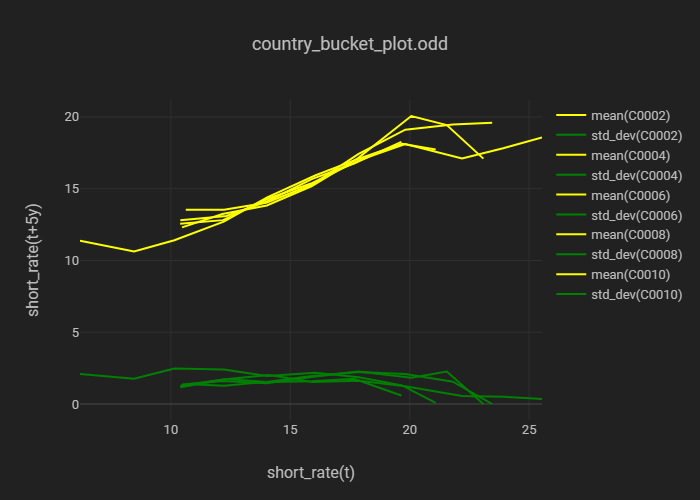 country_bucket_plot.odd
short_rate(t+5y)
20
15
10
5
0
10
15
20
25
short_rate(t)
mean(C0002)
std_dev(C0002)
mean(C0004)
std_dev(C0004)
mean(C0006)
std_dev(C0006)
mean(C0008)
std_dev(C0008)
mean(C0010)
std_dev(C0010)